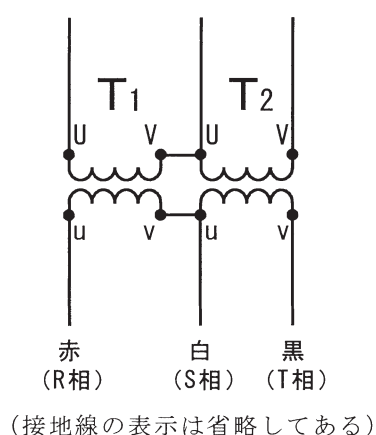 T1 T2
U V U V
u v u v
赤 白 黒
(R相) (S相) (T相)
(接地線の表示は省略してある)